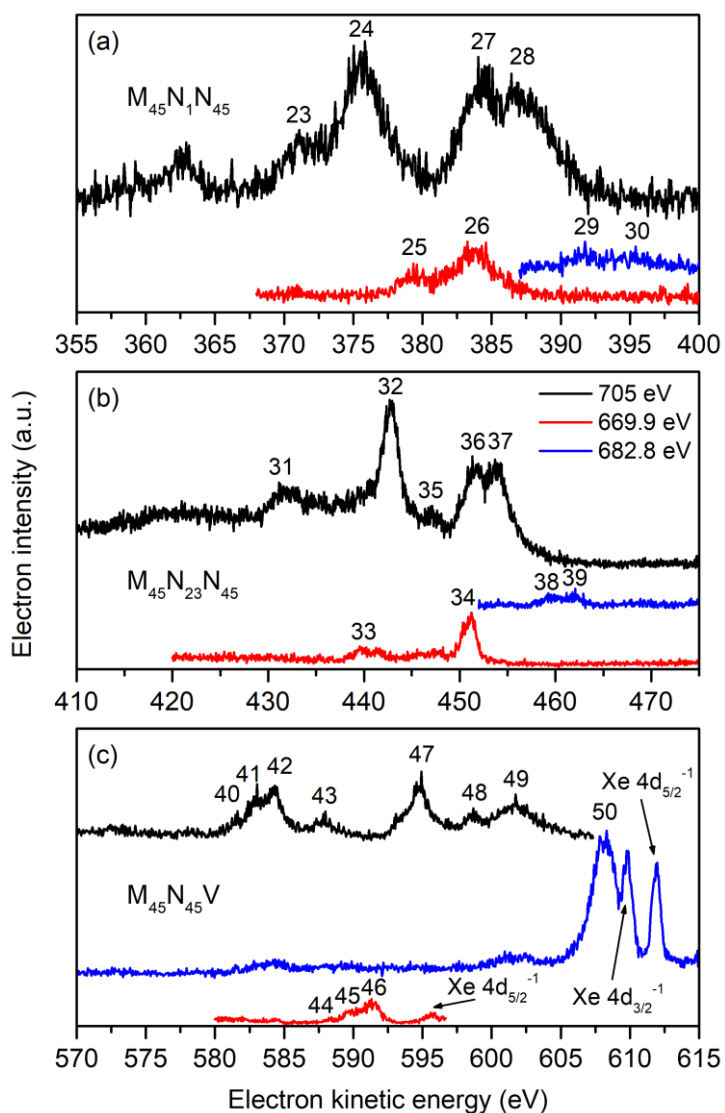 (a)
24
27
28
M₄₅N₁N₄₅
23
25
26
29
30
355 360 365 370 375 380 385 390 395 400
(b)
32
705 eV
669.9 eV
682.8 eV
31
35
36
37
M₄₅N₂₃N₄₅
33
34
38
39
410 420 430 440 450 460 470
(c)
40
41
42
43
47
48
49
50
Xe 4d₅/₂⁻¹
M₄₅N₄₅V
44
45
46
Xe 4d₅/₂⁻¹
Xe 4d₃/₂⁻¹
570 575 580 585 590 595 600 605 610 615
Electron kinetic energy (eV)
Electron intensity (a.u.)